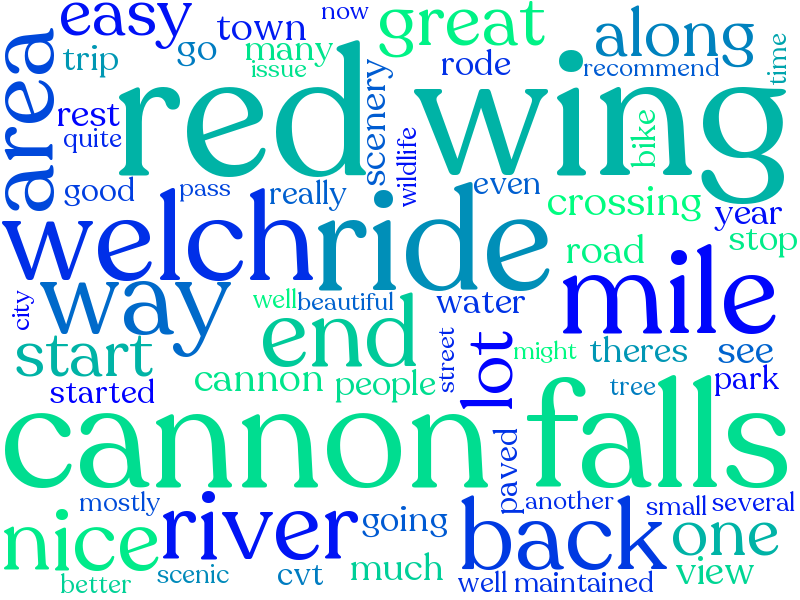 easy
town
now
great
along
area
trip
go
many
issue
rode
recommend
time
red wing
rest
quite
scenery
wildlife
bike
good
pass
really
even
crossing
year
welch
ride
road
stop
way
mile
city
well
beautiful
water
end
start
street
lot
might
theres
see
started
cannon
people
tree
park
cannon falls
paved
mostly
nice
river
going
back
another
small
several
one
better
scenic
cvt
much
well maintained
view